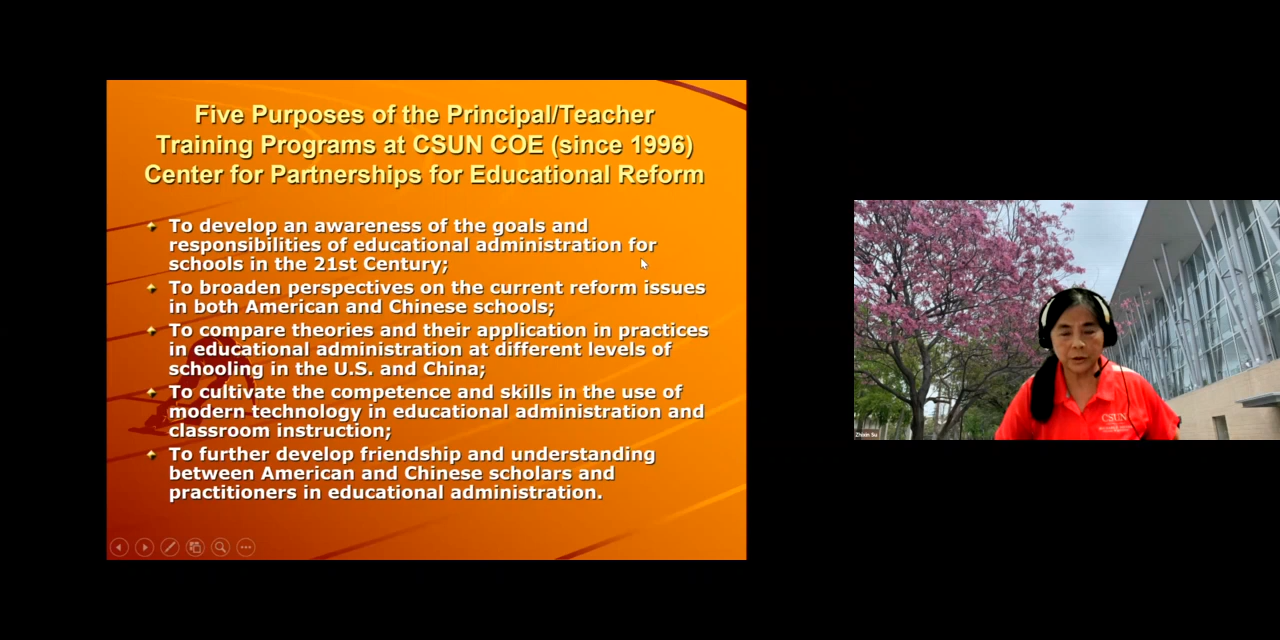 Five Purposes of the Principal/Teacher
Training Programs at CSUN COE (since 1996)
Center for Partnerships for Educational Reform
To develop an awareness of the goals and
responsibilities of educational administration for
schools in the 21st Century;
To broaden perspectives on the current reform issues
in both American and Chinese schools;
To compare theories and their application in practices
in educational administration at different levels of
schooling in the U.S. and China;
To cultivate the competence and skills in the use of
modern technology in educational administration and
classroom instruction;
To further develop friendship and understanding
between American and Chinese scholars and
practitioners in educational administration.
CSUN
Zhixin Su